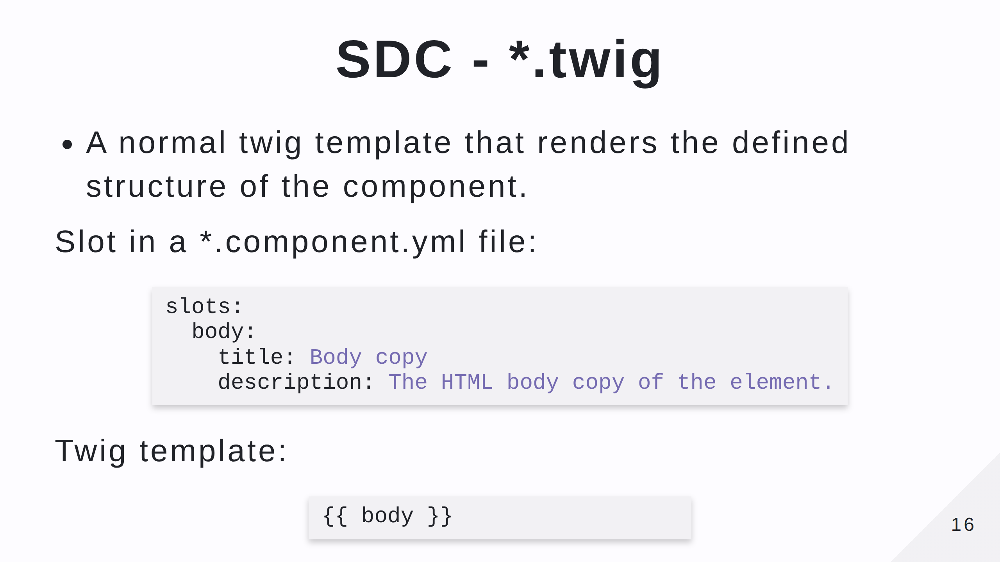 SDC - *.twig
• A normal twig template that renders the defined
structure of the component.
Slot in a *.component.yml file:
slots:
  body:
    title: Body copy
    description: The HTML body copy of the element.
Twig template:
{{ body }}
16